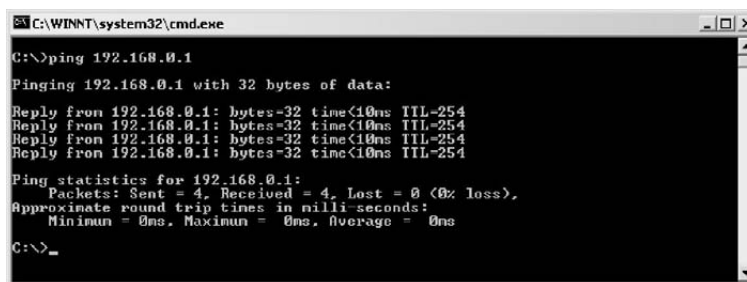 C:\WINNT\system32\cmd.exe
C:\>ping 192.168.0.1
Pinging 192.168.0.1 with 32 bytes of data:
Reply from 192.168.0.1: bytes=32 time<10ms TTL=254
Reply from 192.168.0.1: bytes=32 time<10ms TTL=254
Reply from 192.168.0.1: bytes=32 time<10ms TTL=254
Reply from 192.168.0.1: bytes=32 time<10ms TTL=254
Ping statistics for 192.168.0.1:
Packets: Sent = 4, Received = 4, Lost = 0 (0% loss),
Approximate round trip times in milli-seconds:
Minimum = 0ms, Maximum = 0ms, Average = 0ms
C:\>_